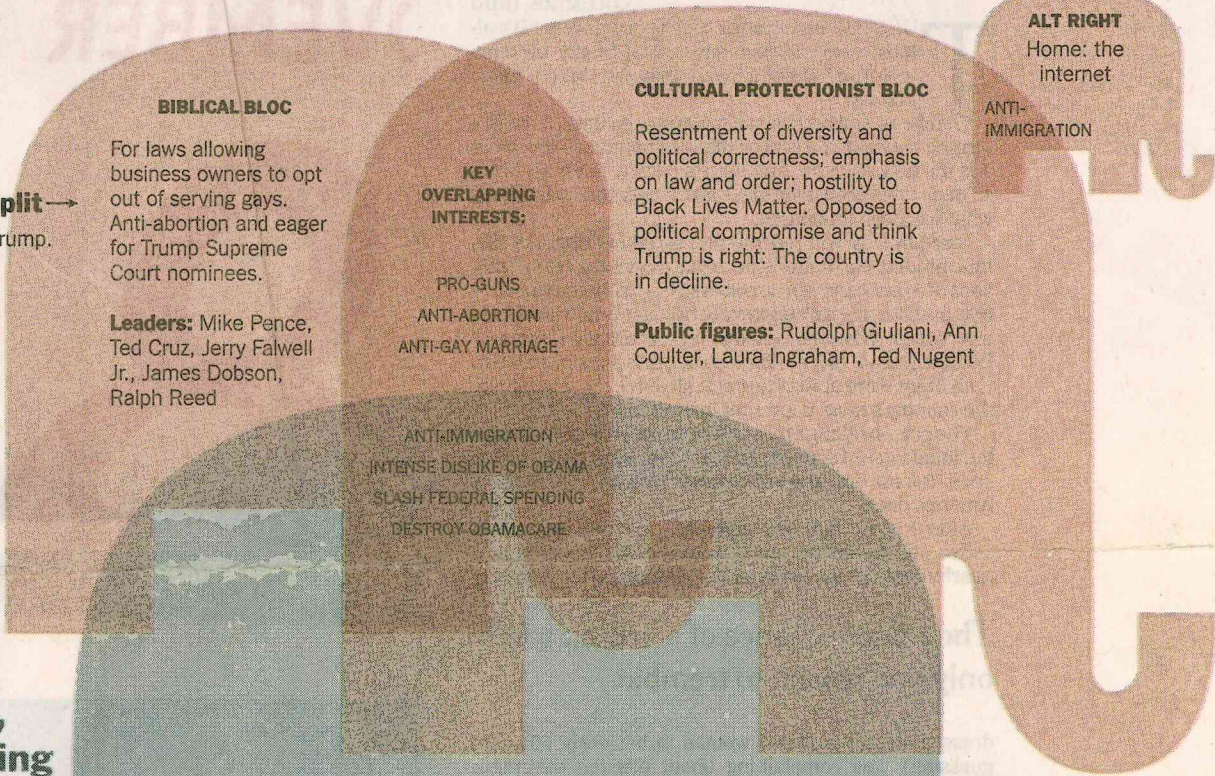 ALT RIGHT
Home: the
internet
ANTI-
IMMIGRATION
BIBLICAL BLOC
For laws allowing
business owners to opt
out of serving gays.
Anti-abortion and eager
for Trump Supreme
Court nominees.
Leaders: Mike Pence,
Ted Cruz, Jerry Falwell
Jr., James Dobson,
Ralph Reed
plit→
rump.
KEY
OVERLAPPING
INTERESTS:
PRO-GUNS
ANTI-ABORTION
ANTI-GAY MARRIAGE
ANTI-IMMIGRATION
INTENSE DISLIKE OF OBAMA
SLASH FEDERAL SPENDING
DESTROY OBAMACARE
CULTURAL PROTECTIONIST BLOC
Resentment of diversity and
political correctness; emphasis
on law and order; hostility to
Black Lives Matter. Opposed to
political compromise and think
Trump is right: The country is
in decline.
Public figures: Rudolph Giuliani, Ann
Coulter, Laura Ingraham, Ted Nugent
,
ing